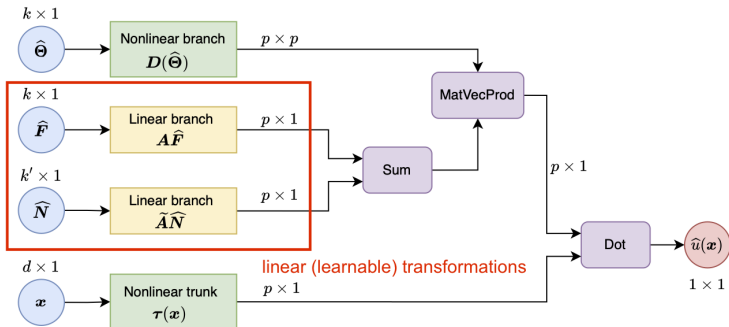 k × 1
Θ̂
Nonlinear branch
D(Θ̂)
p × p
MatVecProd
k × 1
F̂
Linear branch
AF̂
p × 1
Sum
k′ × 1
N̂
Linear branch
ÃN̂
p × 1
p × 1
Dot
û(x)
1 × 1
linear (learnable) transformations
d × 1
x
Nonlinear trunk
τ(x)
p × 1